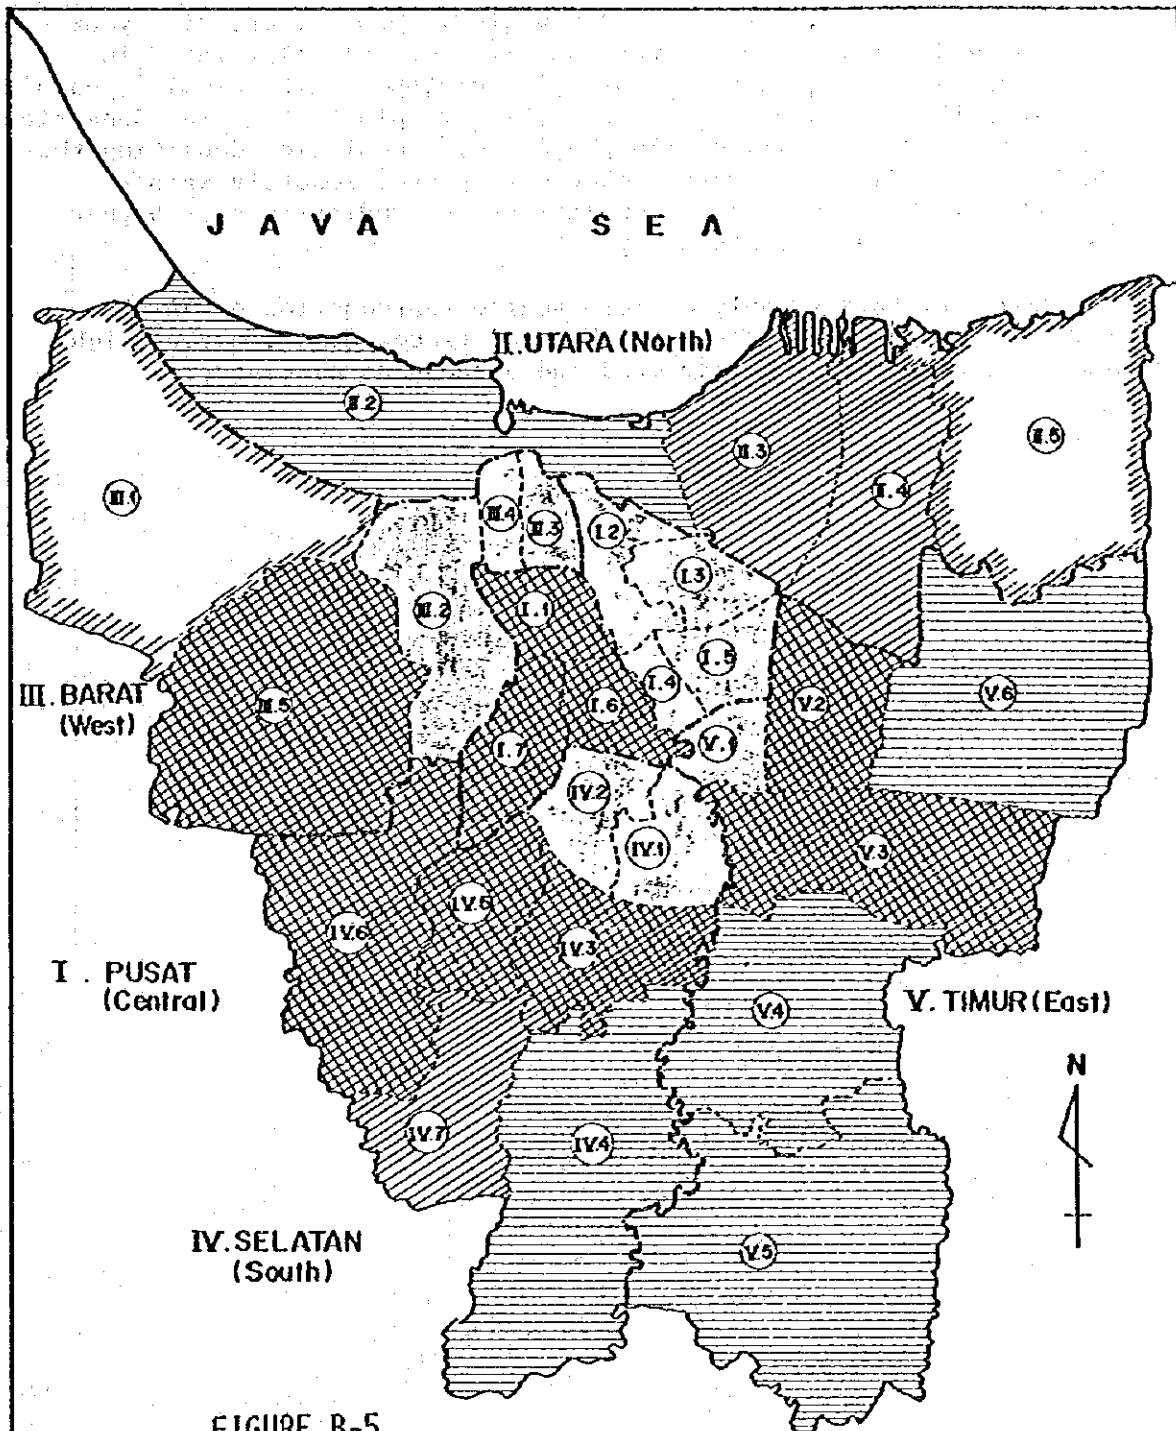 JAVA SEA
II. UTARA (North)
II.2
II.3
II.4
II.5
III.1
III.4
I.2
I.3
III.2
I.1
I.5
I.4
III. BARAT
(West)
III.5
I.6
V.2
V.6
I.7
V.1
IV.2
IV.1
V.3
IV.6
IV.5
IV.3
I. PUSAT
(Central)
V.4
V. TIMUR (East)
N
IV.7
IV.4
IV. SELATAN
(South)
V.5
FIGURE R-5